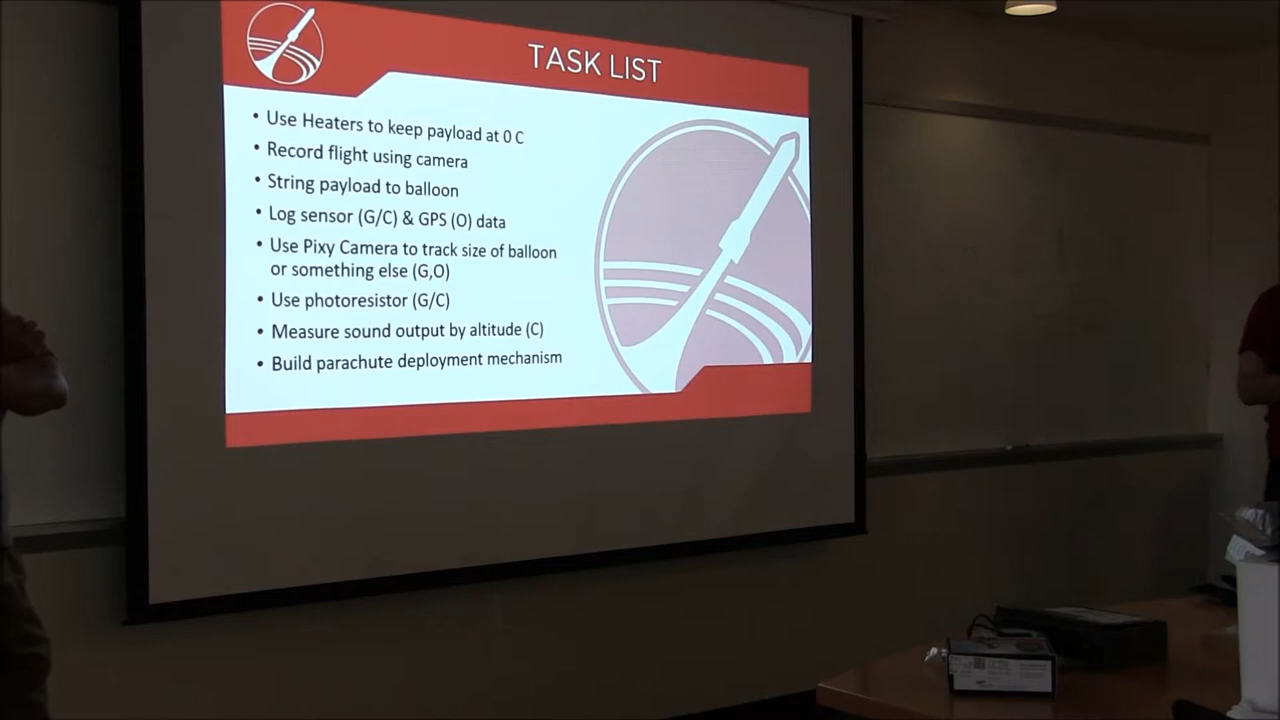 TASK LIST
• Use Heaters to keep payload at 0 C
• Record flight using camera
• String payload to balloon
• Log sensor (G/C) & GPS (O) data
• Use Pixy Camera to track size of balloon
or something else (G,O)
• Use photoresistor (G/C)
• Measure sound output by altitude (C)
• Build parachute deployment mechanism